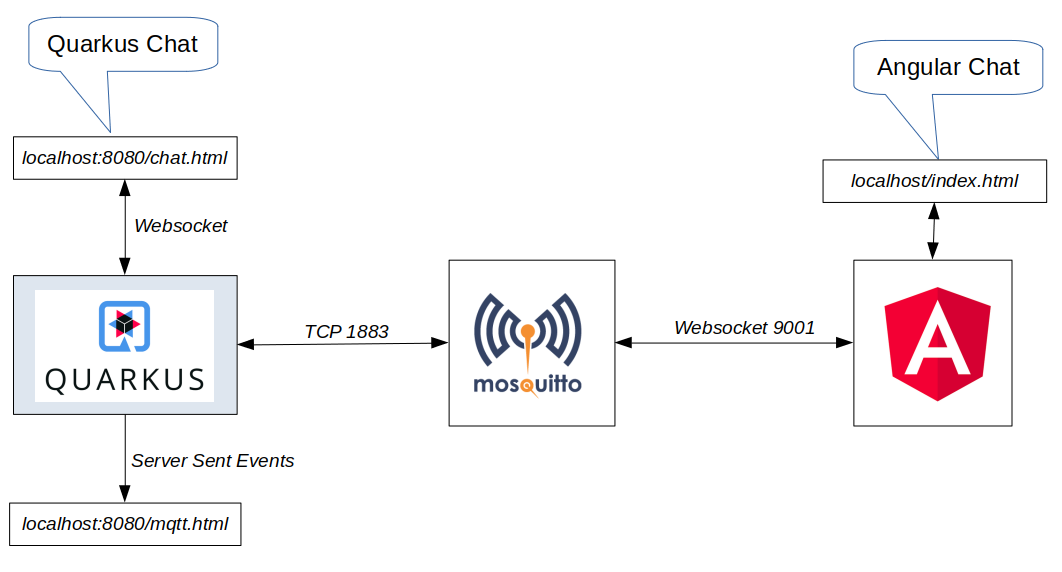 Quarkus Chat
Angular Chat
localhost:8080/chat.html
localhost/index.html
Websocket
TCP 1883
Websocket 9001
QUARKUS
mosquitto
A
Server Sent Events
localhost:8080/mqtt.html